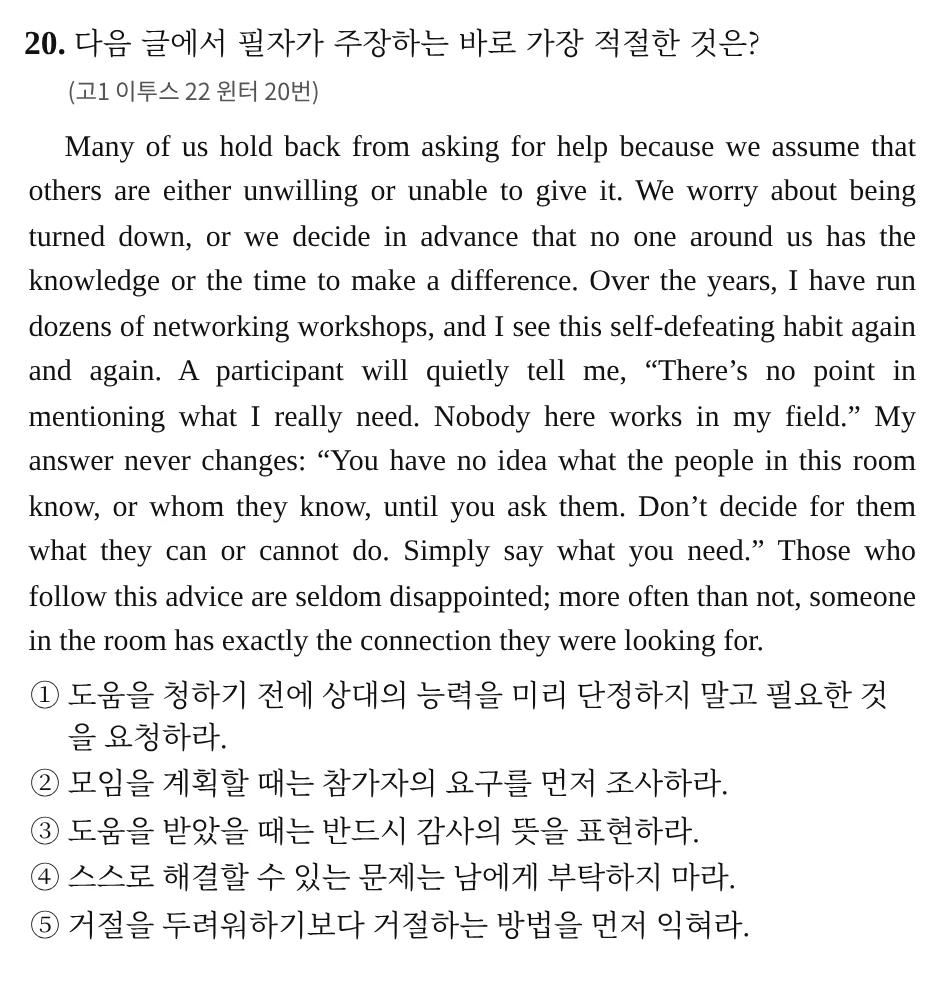 20. 다음 글에서 필자가 주장하는 바로 가장 적절한 것은?
(고1 이투스 22 윈터 20번)
Many of us hold back from asking for help because we assume that
others are either unwilling or unable to give it. We worry about being
turned down, or we decide in advance that no one around us has the
knowledge or the time to make a difference. Over the years, I have run
dozens of networking workshops, and I see this self-defeating habit again
and again. A participant will quietly tell me, “There’s no point in
mentioning what I really need. Nobody here works in my field.” My
answer never changes: “You have no idea what the people in this room
know, or whom they know, until you ask them. Don’t decide for them
what they can or cannot do. Simply say what you need.” Those who
follow this advice are seldom disappointed; more often than not, someone
in the room has exactly the connection they were looking for.
① 도움을 청하기 전에 상대의 능력을 미리 단정하지 말고 필요한 것
을 요청하라.
② 모임을 계획할 때는 참가자의 요구를 먼저 조사하라.
③ 도움을 받았을 때는 반드시 감사의 뜻을 표현하라.
④ 스스로 해결할 수 있는 문제는 남에게 부탁하지 마라.
⑤ 거절을 두려워하기보다 거절하는 방법을 먼저 익혀라.